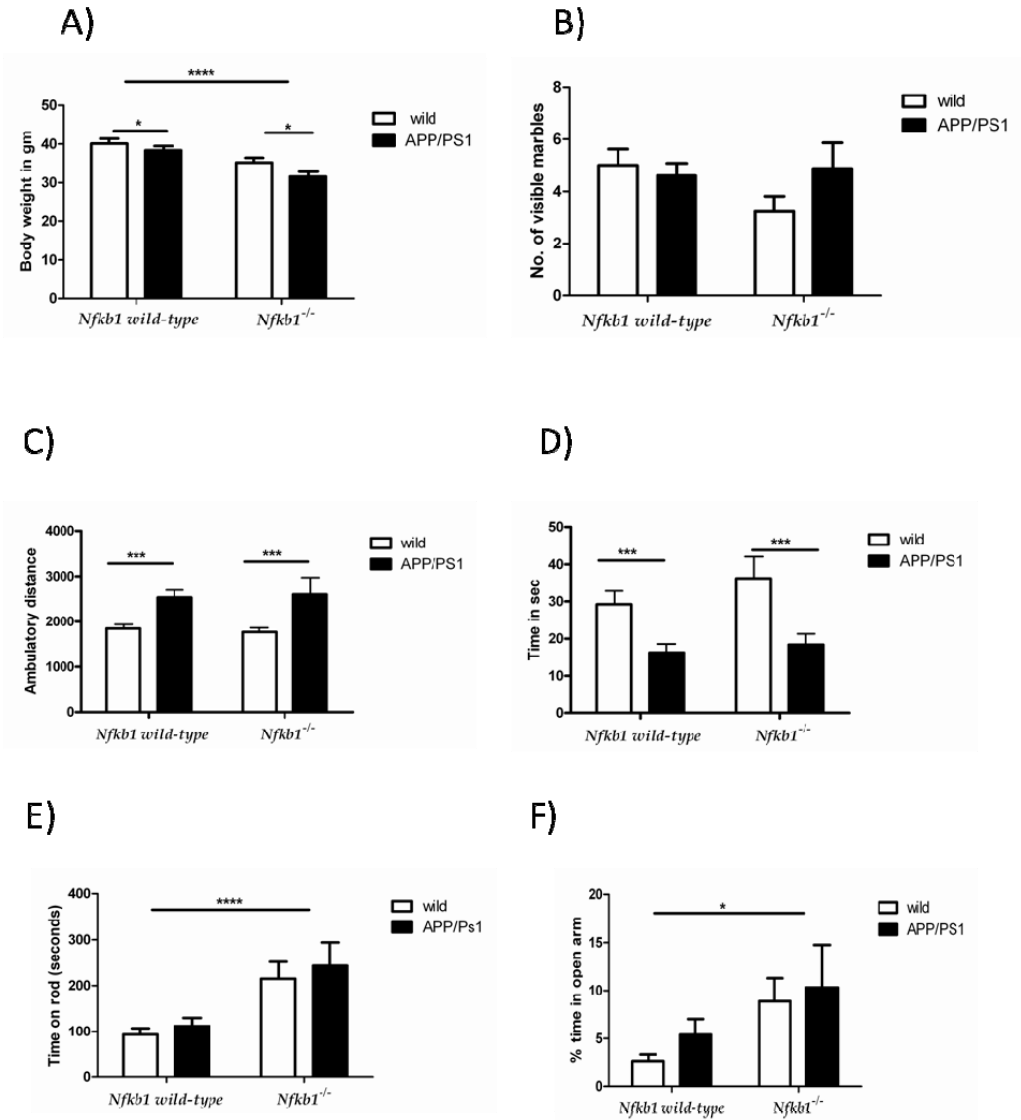 A)
****
50
40
30
20
10
0
Body weight in gm
*
*
wild
APP/PS1
Nfkb1 wild-type
Nfkb1-/-
B)
8
6
4
2
0
No. of visible marbles
wild
APP/PS1
Nfkb1 wild-type
Nfkb1-/-
C)
4000
3000
2000
1000
0
Ambulatory distance
***
***
wild
APP/PS1
Nfkb1 wild-type
Nfkb1-/-
D)
50
40
30
20
10
0
Time in sec
***
***
wild
APP/PS1
Nfkb1 wild-type
Nfkb1-/-
E)
400
300
200
100
0
Time on rod (seconds)
****
wild
APP/Ps1
Nfkb1 wild-type
Nfkb1-/-
F)
20
15
10
5
0
% time in open arm
*
wild
APP/PS1
Nfkb1 wild-type
Nfkb1-/-